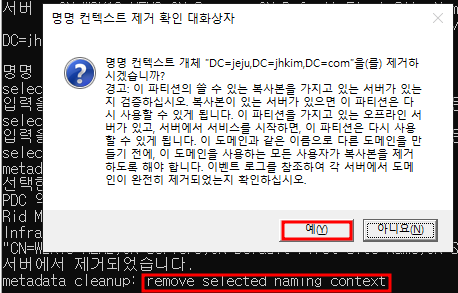 서버
명명 컨텍스트 제거 확인 대화상자
DC=jh
명명 컨텍스트 개체 "DC=jeju,DC=jhkim,DC=com"을(를) 제거하
시겠습니까?
경고: 이 파티션의 쓸 수 있는 복사본을 가지고 있는 서버가 있는
지 검증하십시오. 복사본이 있는 서버가 있으면 이 파티션은 다
시 사용할 수 있게 됩니다. 이 파티션을 가지고 있는 오프라인 서
버가 있고, 서버에서 서비스를 시작하면, 이 파티션은 다시 사용
할 수 있게 됩니다. 이 도메인과 같은 이름으로 다른 도메인을 만
들기 전에, 이 도메인을 사용하는 모든 사용자가 복사본을 제거
하도록 해야 합니다. 이벤트 로그를 참조하여 각 서버에서 도메
인이 완전히 제거되었는지 확인하십시오.
예(Y)
아니요(N)
명명
selec
입력을
selec
입력을
selec
metad
선택한
PDC
Rid M
Infra
서버에서 제거되었습니다.
metadata cleanup: remove selected naming context